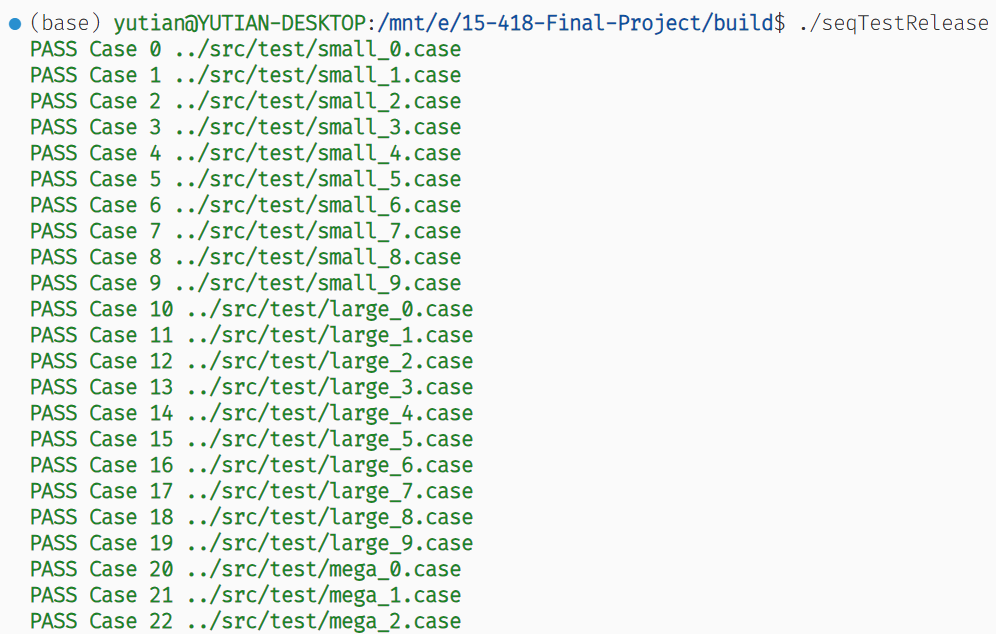 (base) yutian@YUTIAN-DESKTOP:/mnt/e/15-418-Final-Project/build$ ./seqTestRelease
PASS Case 0 ../src/test/small_0.case
PASS Case 1 ../src/test/small_1.case
PASS Case 2 ../src/test/small_2.case
PASS Case 3 ../src/test/small_3.case
PASS Case 4 ../src/test/small_4.case
PASS Case 5 ../src/test/small_5.case
PASS Case 6 ../src/test/small_6.case
PASS Case 7 ../src/test/small_7.case
PASS Case 8 ../src/test/small_8.case
PASS Case 9 ../src/test/small_9.case
PASS Case 10 ../src/test/large_0.case
PASS Case 11 ../src/test/large_1.case
PASS Case 12 ../src/test/large_2.case
PASS Case 13 ../src/test/large_3.case
PASS Case 14 ../src/test/large_4.case
PASS Case 15 ../src/test/large_5.case
PASS Case 16 ../src/test/large_6.case
PASS Case 17 ../src/test/large_7.case
PASS Case 18 ../src/test/large_8.case
PASS Case 19 ../src/test/large_9.case
PASS Case 20 ../src/test/mega_0.case
PASS Case 21 ../src/test/mega_1.case
PASS Case 22 ../src/test/mega_2.case